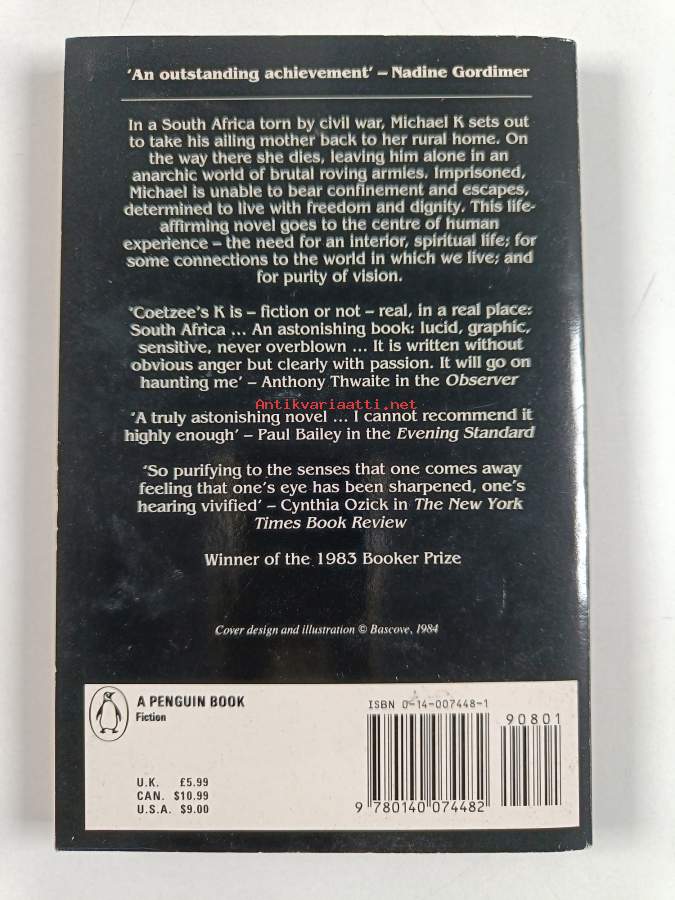 ‘An outstanding achievement’ – Nadine Gordimer
In a South Africa torn by civil war, Michael K sets out
to take his ailing mother back to her rural home. On
the way there she dies, leaving him alone in an
anarchic world of brutal roving armies. Imprisoned,
Michael is unable to bear confinement and escapes,
determined to live with freedom and dignity. This life-
affirming novel goes to the centre of human
experience – the need for an interior, spiritual life; for
some connections to the world in which we live; and
for purity of vision.
‘Coetzee’s K is – fiction or not – real, in a real place:
South Africa ... An astonishing book: lucid, graphic,
sensitive, never overblown ... It is written without
obvious anger but clearly with passion. It will go on
haunting me’ – Anthony Thwaite in the Observer
Antikvariaatti.net
‘A truly astonishing novel ... I cannot recommend it
highly enough’ – Paul Bailey in the Evening Standard
‘So purifying to the senses that one comes away
feeling that one’s eye has been sharpened, one’s
hearing vivified’ – Cynthia Ozick in The New York
Times Book Review
Winner of the 1983 Booker Prize
Cover design and illustration © Bascove, 1984
A PENGUIN BOOK
Fiction
ISBN 0-14-007448-1
90801
U.K. £5.99
CAN. $10.99
U.S.A. $9.00
9 780140 074482